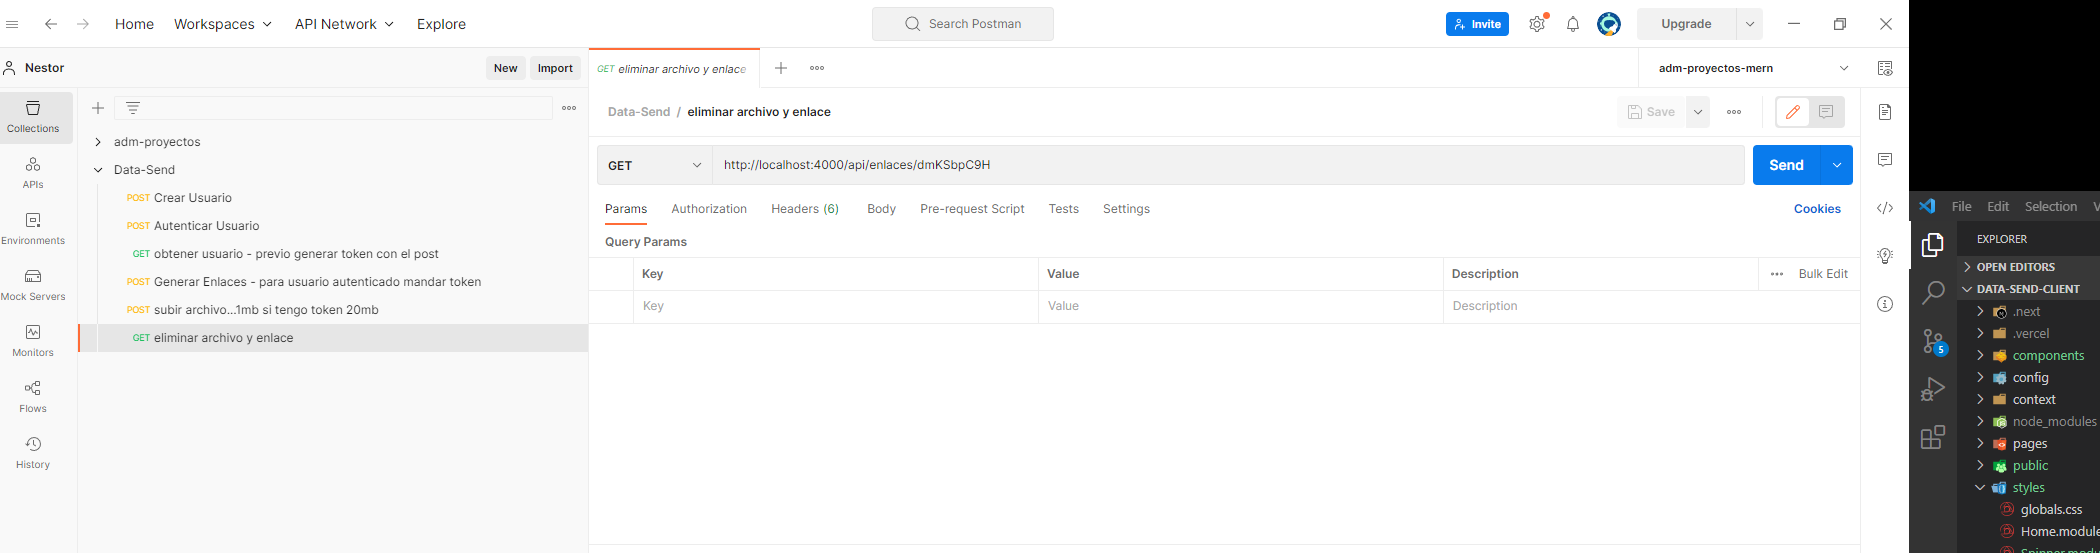 Home
Workspaces
API Network
Explore
Search Postman
Invite
Upgrade
Nestor
New
Import
GET eliminar archivo y enlace
adm-proyectos-mern
Collections
APIs
Environments
Mock Servers
Monitors
Flows
History
adm-proyectos
Data-Send
POST Crear Usuario
POST Autenticar Usuario
GET obtener usuario - previo generar token con el post
POST Generar Enlaces - para usuario autenticado mandar token
POST subir archivo...1mb si tengo token 20mb
GET eliminar archivo y enlace
Data-Send / eliminar archivo y enlace
Save
GET
http://localhost:4000/api/enlaces/dmKSbpC9H
Send
Params
Authorization
Headers (6)
Body
Pre-request Script
Tests
Settings
Cookies
Query Params
Key
Value
Description
Bulk Edit
Key
Value
Description
File
Edit
Selection
V
EXPLORER
OPEN EDITORS
DATA-SEND-CLIENT
.next
.vercel
components
config
context
node_modules
pages
public
styles
globals.css
Home.module
5